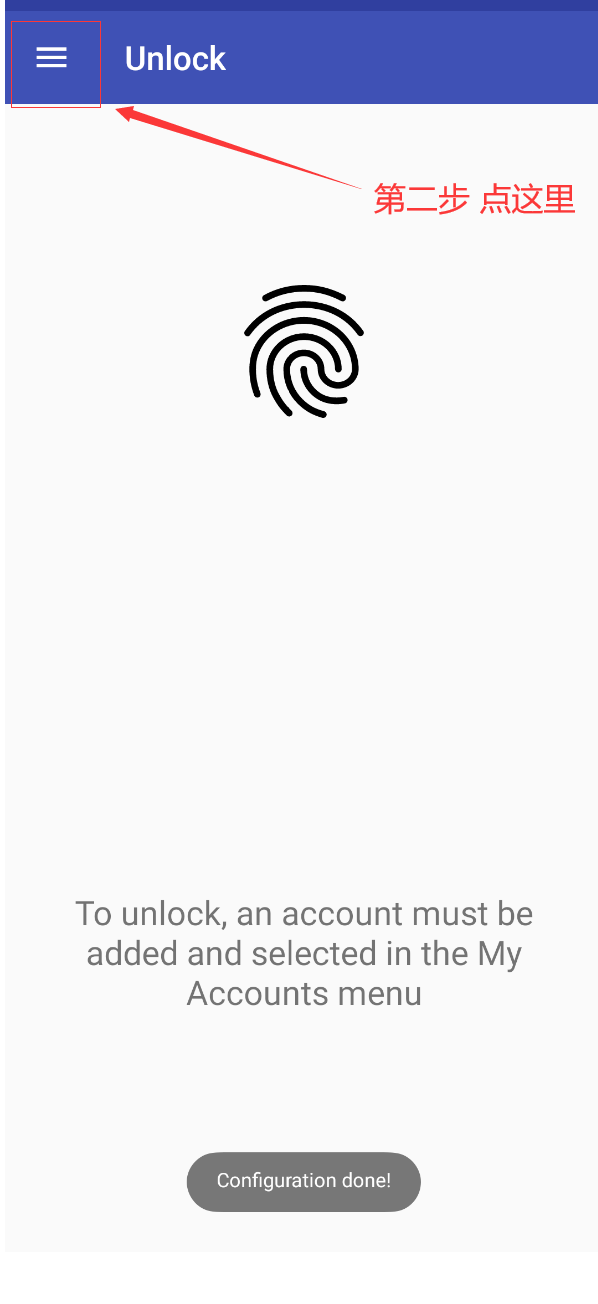 Unlock
第二步 点这里
To unlock, an account must be
added and selected in the My
Accounts menu
Configuration done!